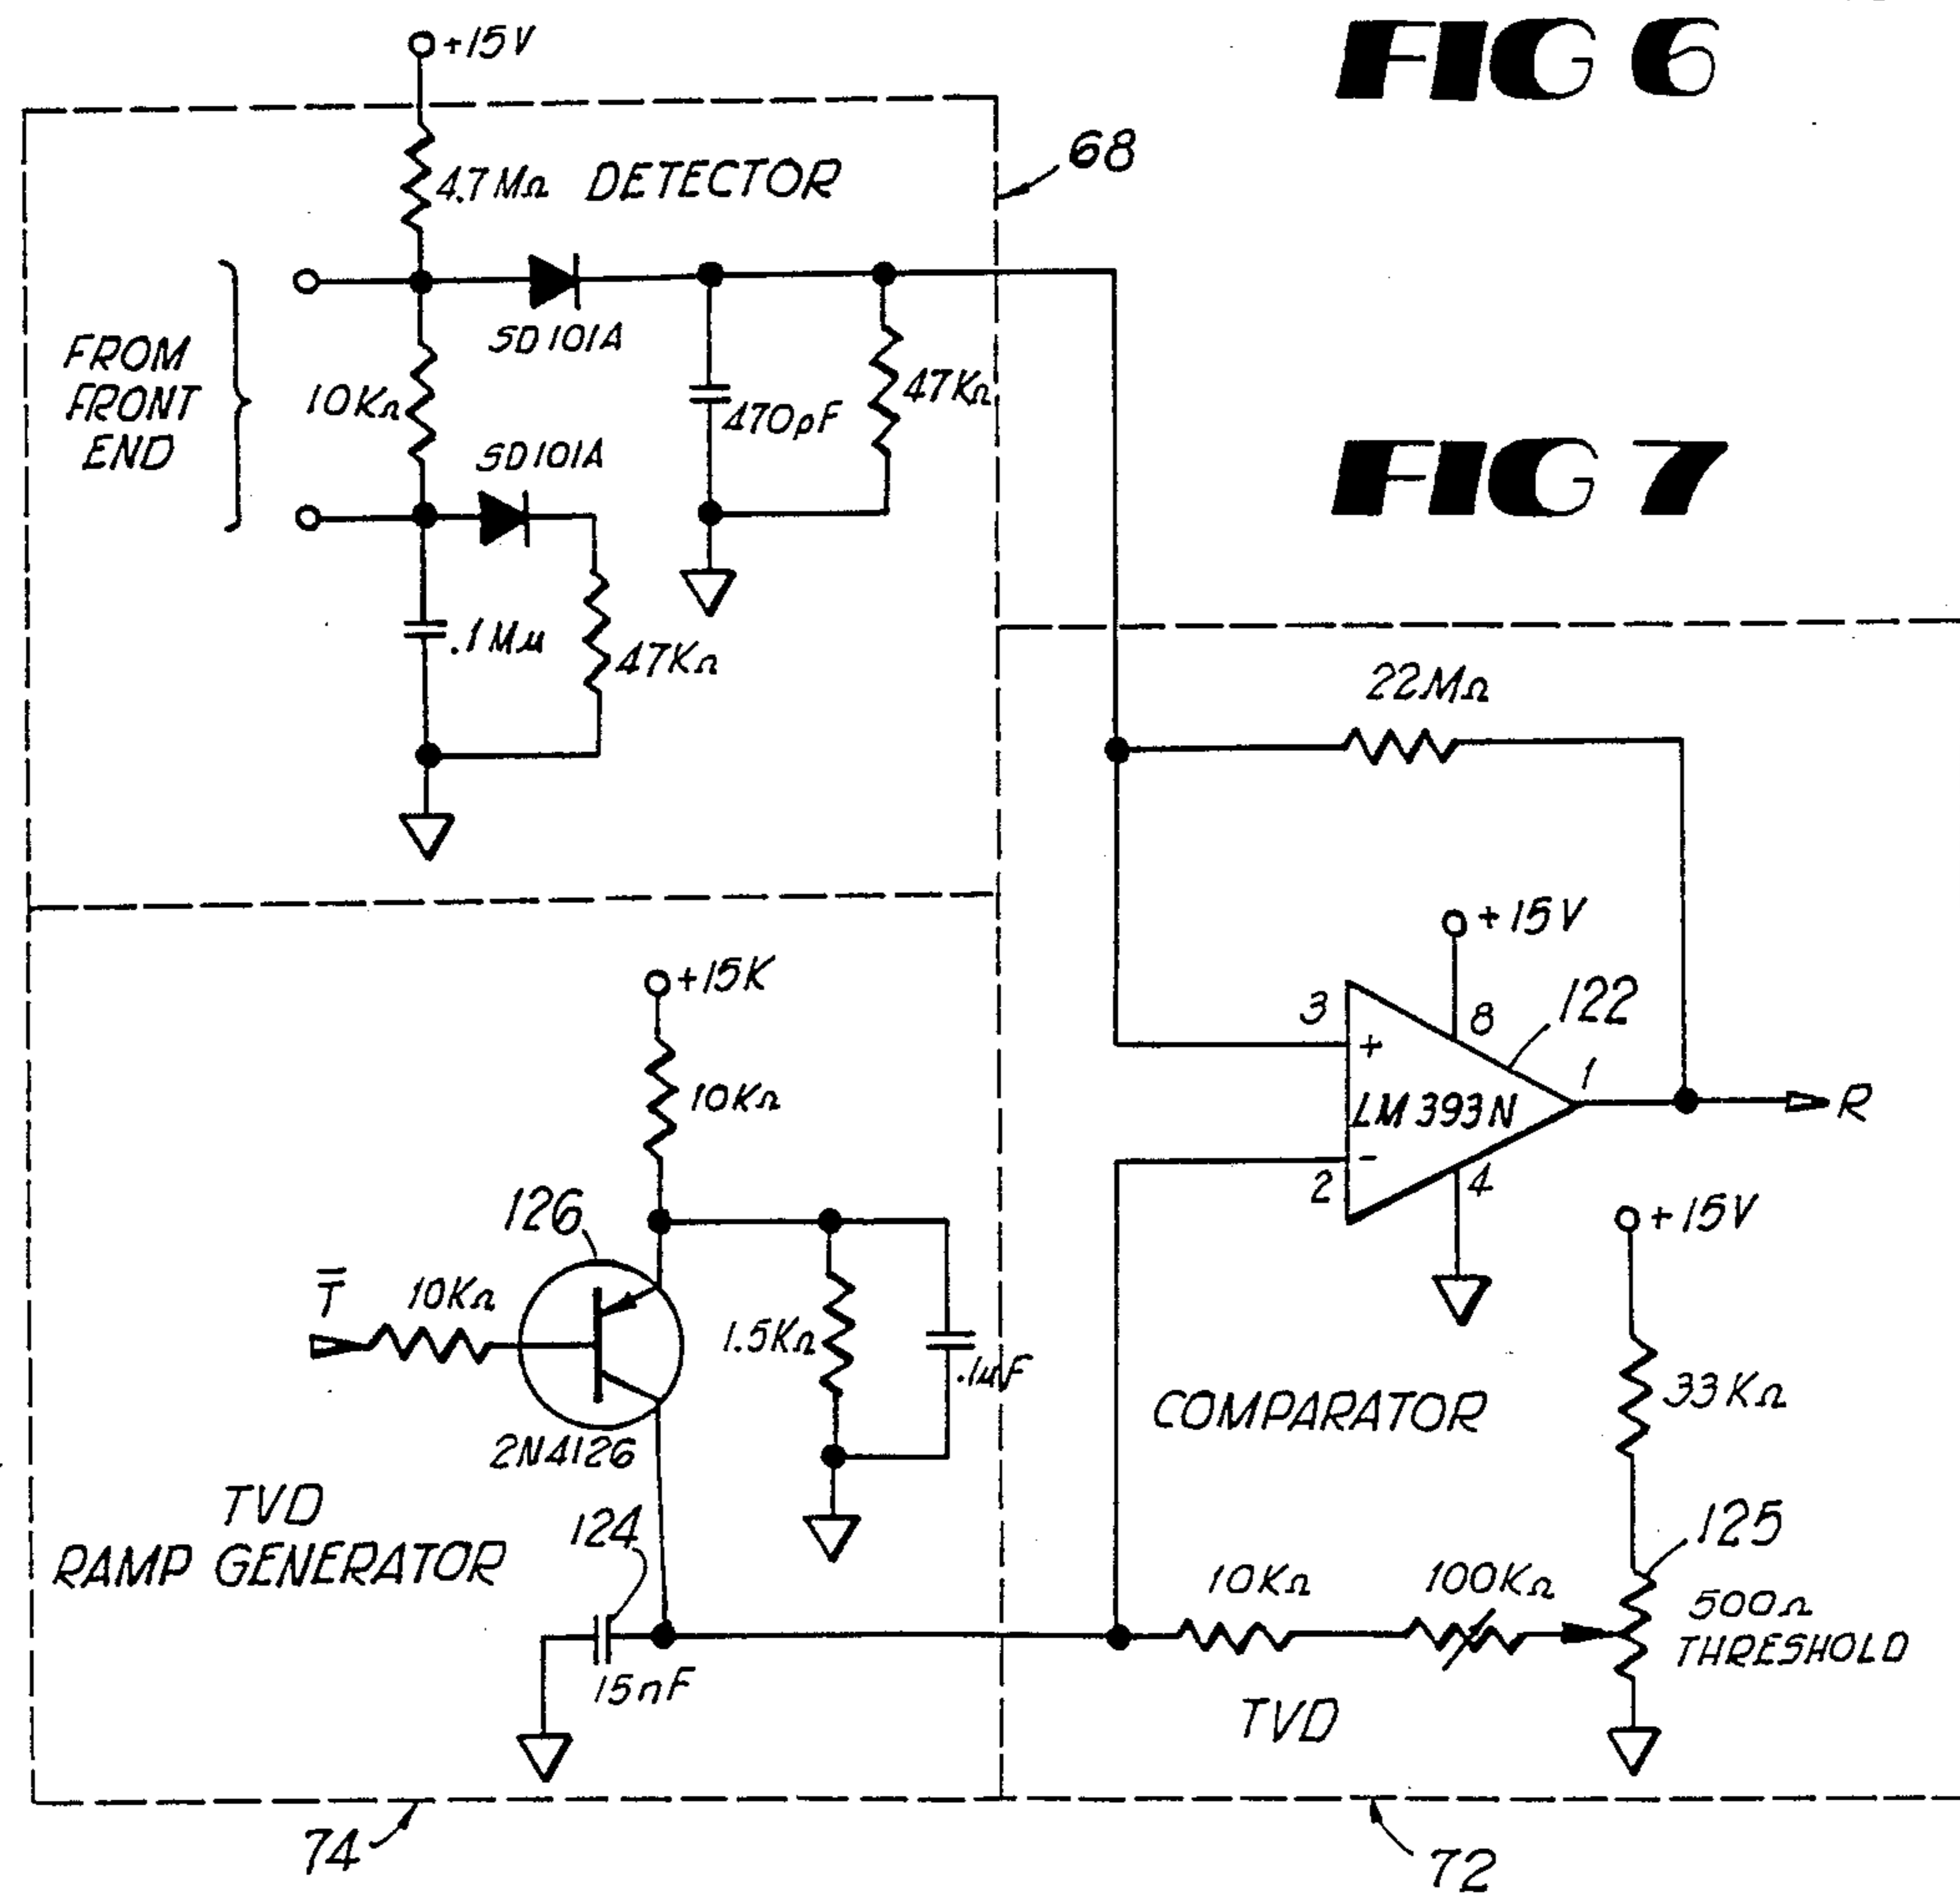 FIG 6
+15V
68
4.7MΩ
DETECTOR
SD101A
FROM
FRONT
END
10KΩ
470pF
47KΩ
SD101A
FIG 7
.1Mμ
47KΩ
22MΩ
+15V
+15K
3
8
122
+
1
10KΩ
LM393N
R
-
2
4
126
+15V
T̅
10KΩ
1.5KΩ
.1μF
33KΩ
COMPARATOR
2N4126
TVD
RAMP GENERATOR
124
125
10KΩ
100KΩ
500Ω
THRESHOLD
15nF
TVD
74
72